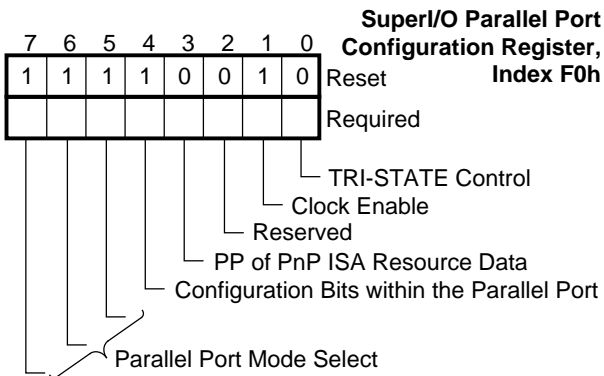 SuperI/O Parallel Port
Configuration Register,
Index F0h
7 6 5 4 3 2 1 0
1 1 1 1 0 0 1 0 Reset
Required
TRI-STATE Control
Clock Enable
Reserved
PP of PnP ISA Resource Data
Configuration Bits within the Parallel Port
Parallel Port Mode Select